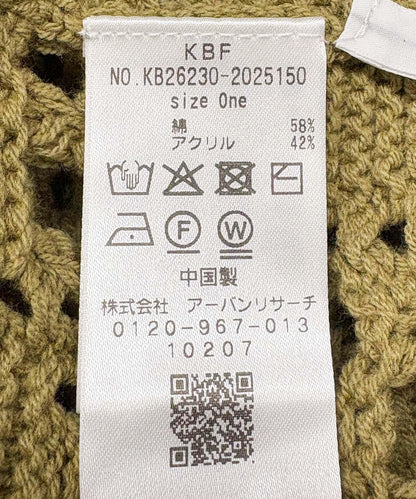 KBF
NO.KB26230-2025150
size One
綿 58%
アクリル 42%
F W
中国製
株式会社 アーバンリサーチ
0120-967-013
10207